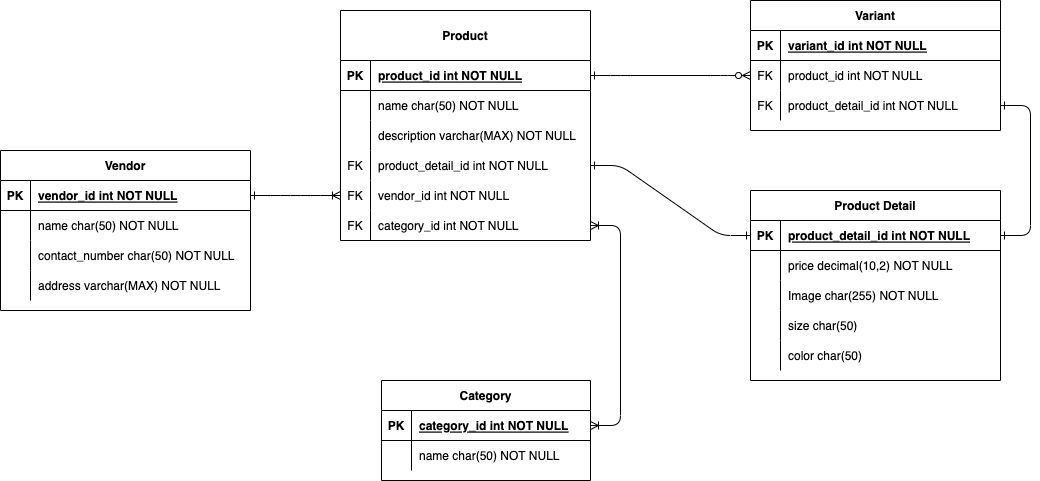 Product
PK product_id int NOT NULL
name char(50) NOT NULL
description varchar(MAX) NOT NULL
FK product_detail_id int NOT NULL
FK vendor_id int NOT NULL
FK category_id int NOT NULL
Variant
PK variant_id int NOT NULL
FK product_id int NOT NULL
FK product_detail_id int NOT NULL
Vendor
PK vendor_id int NOT NULL
name char(50) NOT NULL
contact_number char(50) NOT NULL
address varchar(MAX) NOT NULL
Product Detail
PK product_detail_id int NOT NULL
price decimal(10,2) NOT NULL
Image char(255) NOT NULL
size char(50)
color char(50)
Category
PK category_id int NOT NULL
name char(50) NOT NULL